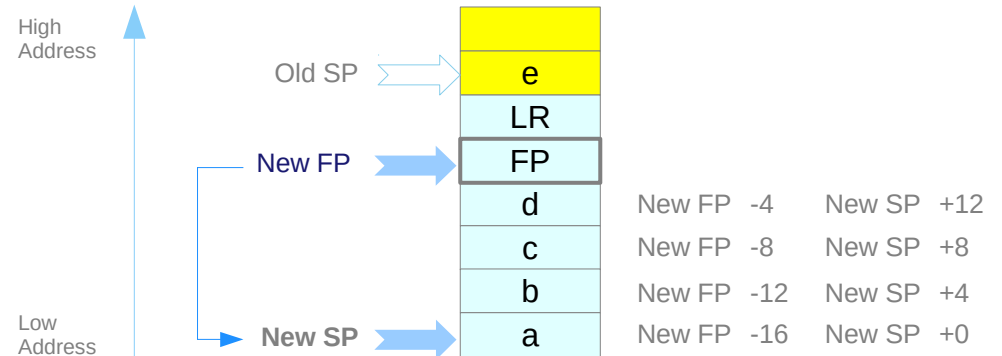 High
Address
Old SP
e
LR
New FP
FP
d New FP -4 New SP +12
c New FP -8 New SP +8
b New FP -12 New SP +4
Low
Address
New SP
a New FP -16 New SP +0